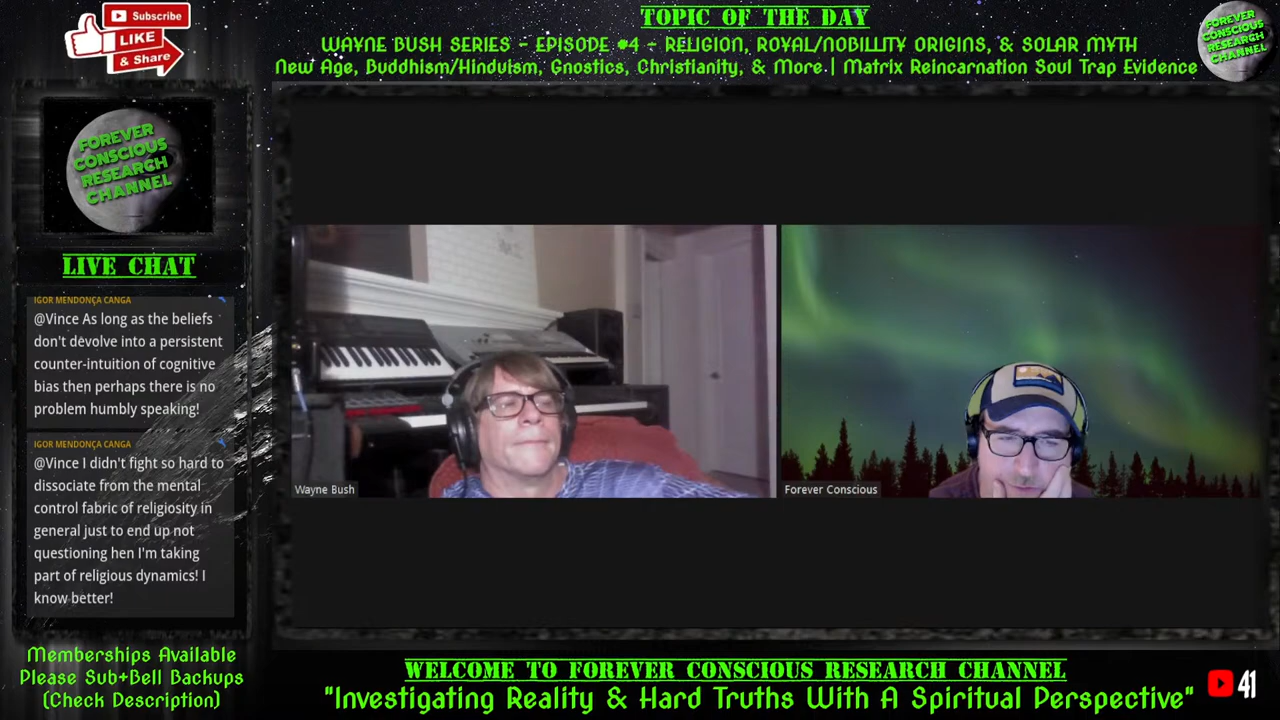 Subscribe
LIKE
& Share
TOPIC OF THE DAY
WAYNE BUSH SERIES - EPISODE #4 - RELIGION, ROYAL/NOBILLITY ORIGINS, & SOLAR MYTH
New Age, Buddhism/Hinduism, Gnostics, Christianity, & More | Matrix Reincarnation Soul Trap Evidence
FOREVER
CONSCIOUS
RESEARCH
CHANNEL
FOREVER
CONSCIOUS
RESEARCH
CHANNEL
LIVE CHAT
IGOR MENDONÇA CANGA
@Vince As long as the beliefs
don't devolve into a persistent
counter-intuition of cognitive
bias then perhaps there is no
problem humbly speaking!
IGOR MENDONÇA CANGA
@Vince I didn't fight so hard to
dissociate from the mental
control fabric of religiosity in
general just to end up not
questioning hen I'm taking
part of religious dynamics! I
know better!
Wayne Bush
Forever Conscious
Memberships Available
Please Sub+Bell Backups
(Check Description)
WELCOME TO FOREVER CONSCIOUS RESEARCH CHANNEL
"Investigating Reality & Hard Truths With A Spiritual Perspective"
41